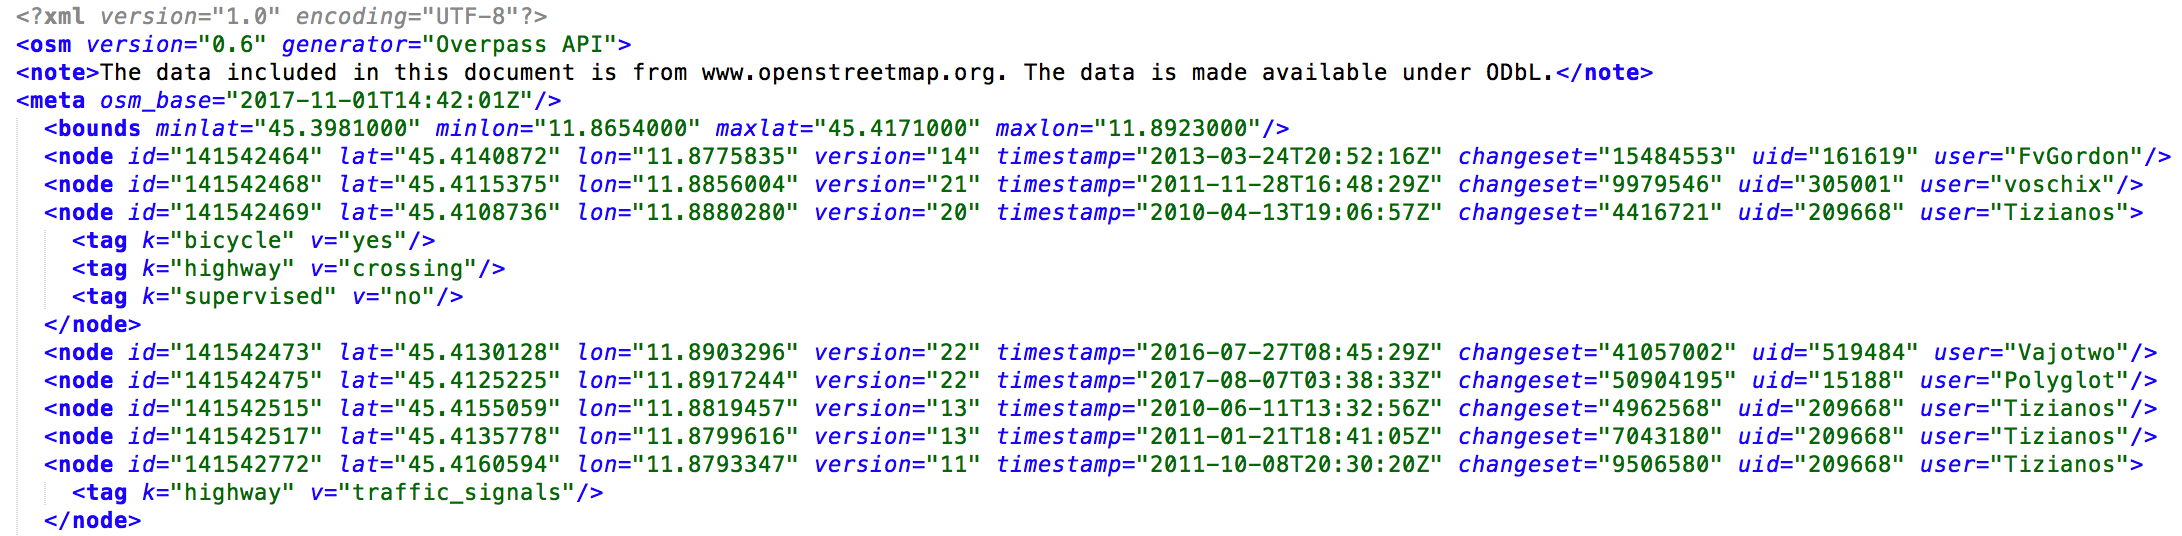 <?xml version="1.0" encoding="UTF-8"?>
<osm version="0.6" generator="Overpass API">
<note>The data included in this document is from www.openstreetmap.org. The data is made available under ODbL.</note>
<meta osm_base="2017-11-01T14:42:01Z"/>
<bounds minlat="45.3981000" minlon="11.8654000" maxlat="45.4171000" maxlon="11.8923000"/>
<node id="141542464" lat="45.4140872" lon="11.8775835" version="14" timestamp="2013-03-24T20:52:16Z" changeset="15484553" uid="161619" user="FvGordon"/>
<node id="141542468" lat="45.4115375" lon="11.8856004" version="21" timestamp="2011-11-28T16:48:29Z" changeset="9979546" uid="305001" user="voschix"/>
<node id="141542469" lat="45.4108736" lon="11.8880280" version="20" timestamp="2010-04-13T19:06:57Z" changeset="4416721" uid="209668" user="Tizianos">
<tag k="bicycle" v="yes"/>
<tag k="highway" v="crossing"/>
<tag k="supervised" v="no"/>
</node>
<node id="141542473" lat="45.4130128" lon="11.8903296" version="22" timestamp="2016-07-27T08:45:29Z" changeset="41057002" uid="519484" user="Vajotwo"/>
<node id="141542475" lat="45.4125225" lon="11.8917244" version="22" timestamp="2017-08-07T03:38:33Z" changeset="50904195" uid="15188" user="Polyglot"/>
<node id="141542515" lat="45.4155059" lon="11.8819457" version="13" timestamp="2010-06-11T13:32:56Z" changeset="4962568" uid="209668" user="Tizianos"/>
<node id="141542517" lat="45.4135778" lon="11.8799616" version="13" timestamp="2011-01-21T18:41:05Z" changeset="7043180" uid="209668" user="Tizianos"/>
<node id="141542772" lat="45.4160594" lon="11.8793347" version="11" timestamp="2011-10-08T20:30:20Z" changeset="9506580" uid="209668" user="Tizianos">
<tag k="highway" v="traffic_signals"/>
</node>